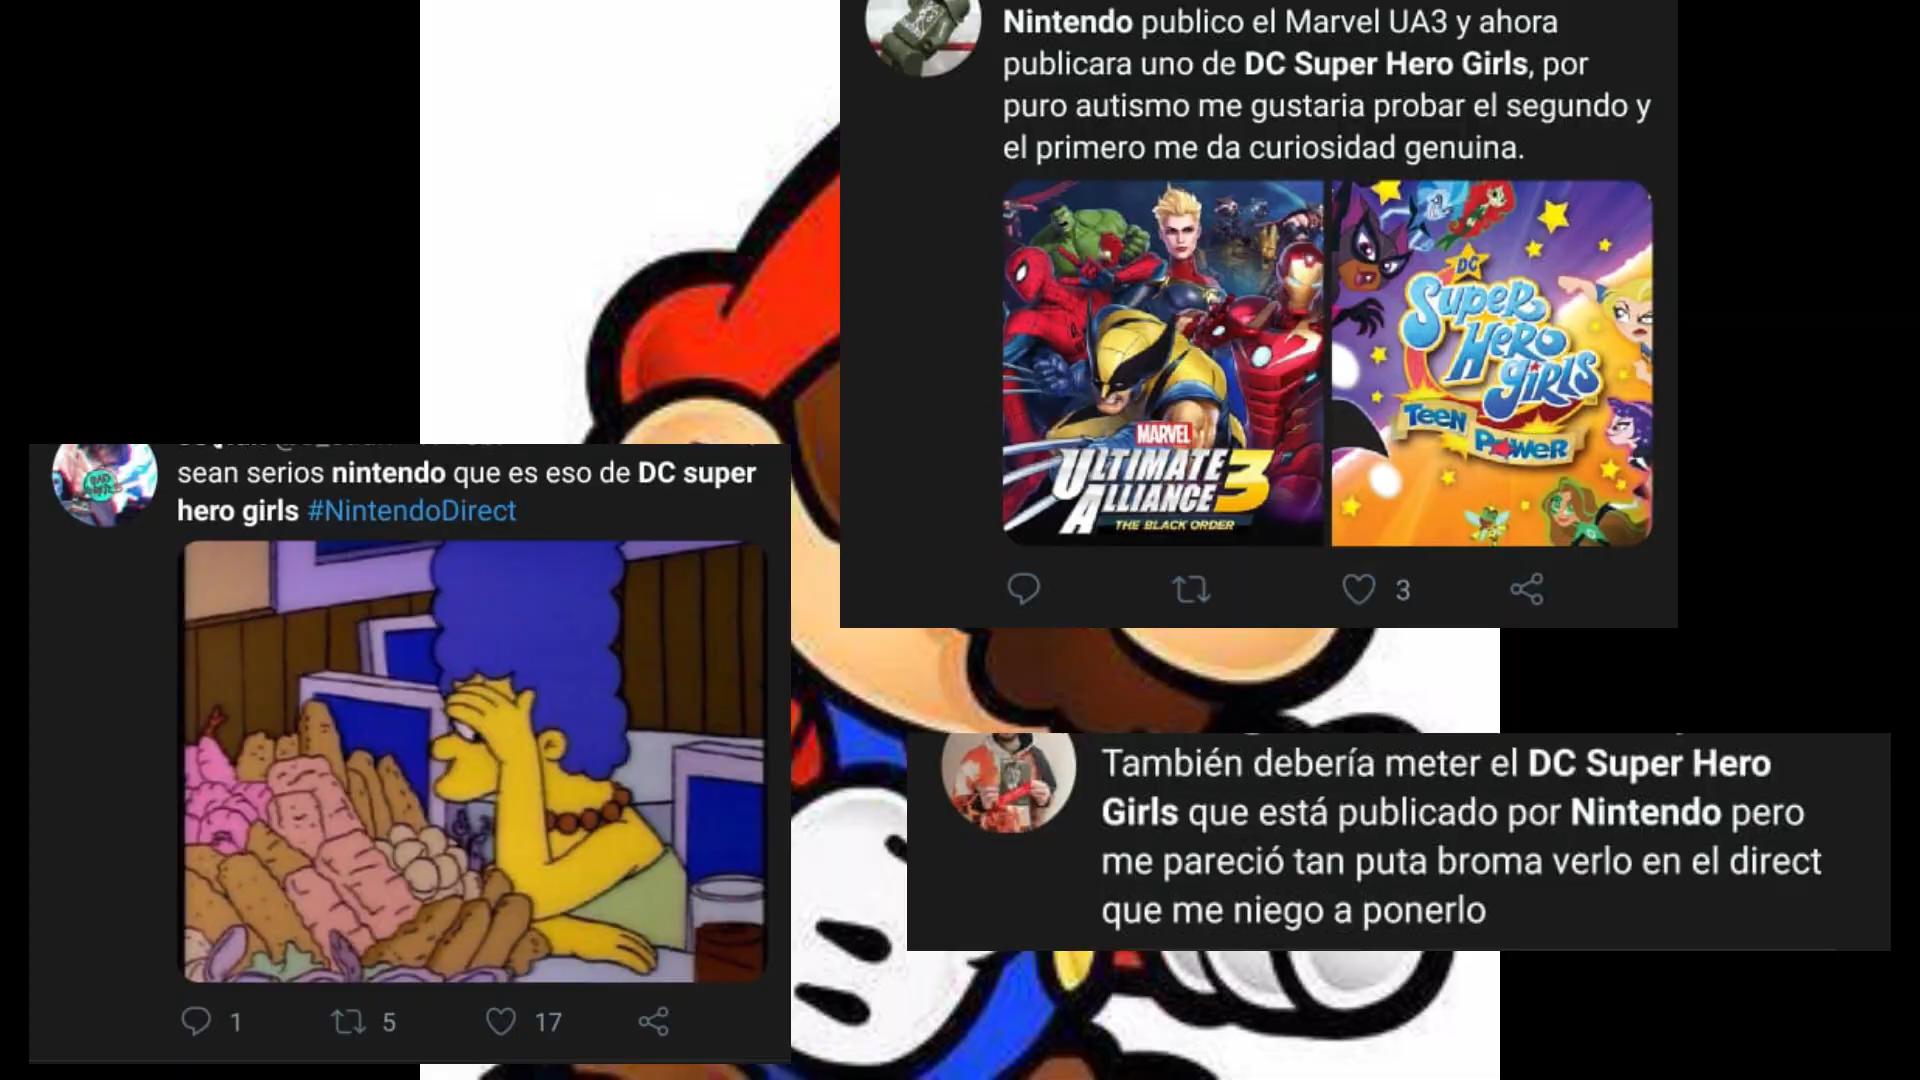 Nintendo publico el Marvel UA3 y ahora
publicara uno de DC Super Hero Girls, por
puro autismo me gustaria probar el segundo y
el primero me da curiosidad genuina.
MARVEL
ULTIMATE
ALLIANCE 3
THE BLACK ORDER
DC
SUPER
HERO
GIRLS
TEEN
POWER
3
sean serios nintendo que es eso de DC super
hero girls #NintendoDirect
1
5
17
También debería meter el DC Super Hero
Girls que está publicado por Nintendo pero
me pareció tan puta broma verlo en el direct
que me niego a ponerlo